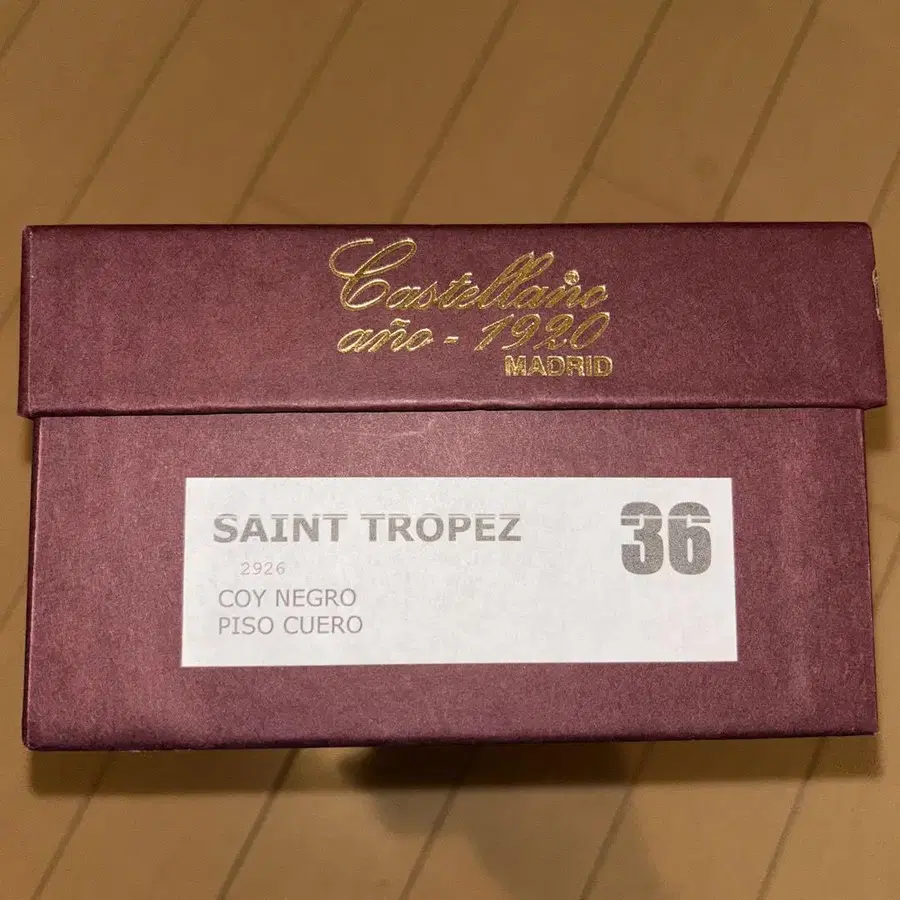 Castellano
año - 1920
MADRID
SAINT TROPEZ
36
2926
COY NEGRO
PISO CUERO